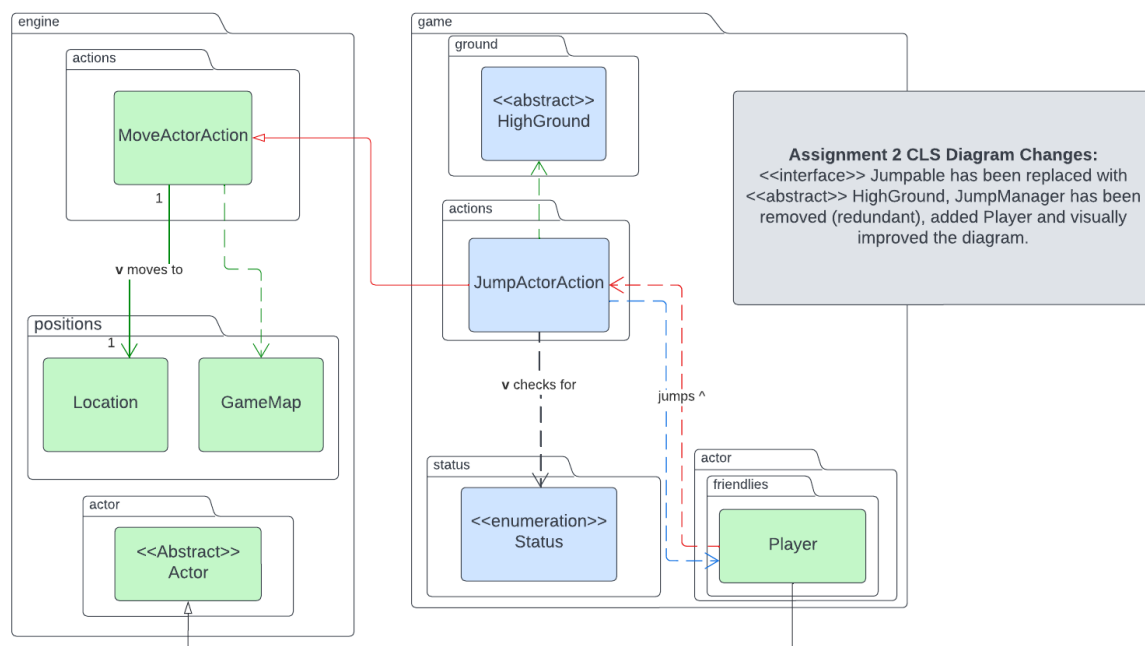 engine
actions
MoveActorAction
1
v moves to
positions
1
Location
GameMap
actor
<<Abstract>>
Actor
game
ground
<<abstract>>
HighGround
actions
JumpActorAction
v checks for
jumps ^
status
<<enumeration>>
Status
actor
friendlies
Player
Assignment 2 CLS Diagram Changes:
<<interface>> Jumpable has been replaced with
<<abstract>> HighGround, JumpManager has been
removed (redundant), added Player and visually
improved the diagram.